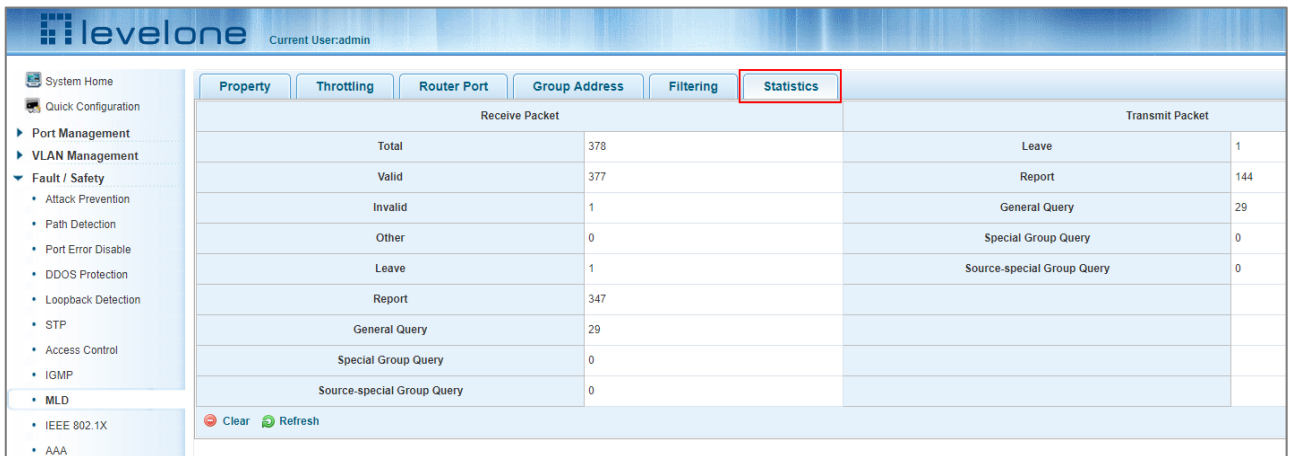 levelone Current User:admin
System Home
Quick Configuration
Port Management
VLAN Management
Fault / Safety
Attack Prevention
Path Detection
Port Error Disable
DDOS Protection
Loopback Detection
STP
Access Control
IGMP
MLD
IEEE 802.1X
AAA
Property Throttling Router Port Group Address Filtering Statistics
Receive Packet Transmit Packet
Total 378 Leave 1
Valid 377 Report 144
Invalid 1 General Query 29
Other 0 Special Group Query 0
Leave 1 Source-special Group Query 0
Report 347
General Query 29
Special Group Query 0
Source-special Group Query 0
Clear Refresh